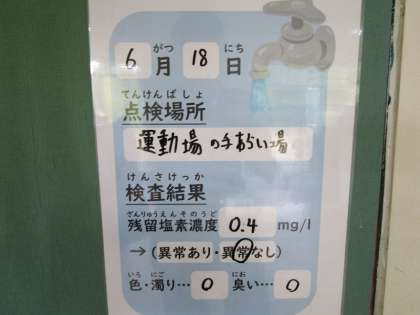 6月18日
がつ にち
てんけんばしょ
点検場所
運動場の手あらい場
けんさけっか
検査結果
ざんりゅうえんそのうど
残留塩素濃度 0.4 mg/l
→(異常あり・異常なし)
いろ にご にお
色・濁り…0 臭い…0